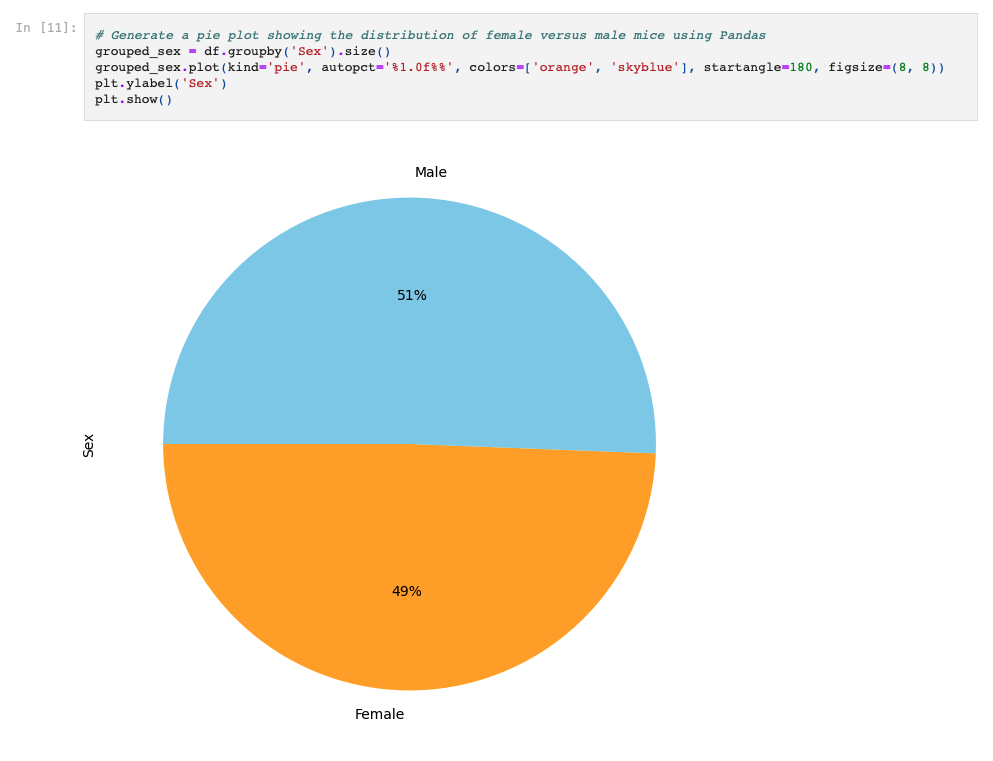 In [11]:
# Generate a pie plot showing the distribution of female versus male mice using Pandas
grouped_sex = df.groupby('Sex').size()
grouped_sex.plot(kind='pie', autopct='%1.0f%%', colors=['orange', 'skyblue'], startangle=180, figsize=(8, 8))
plt.ylabel('Sex')
plt.show()
Male
51%
Sex
49%
Female